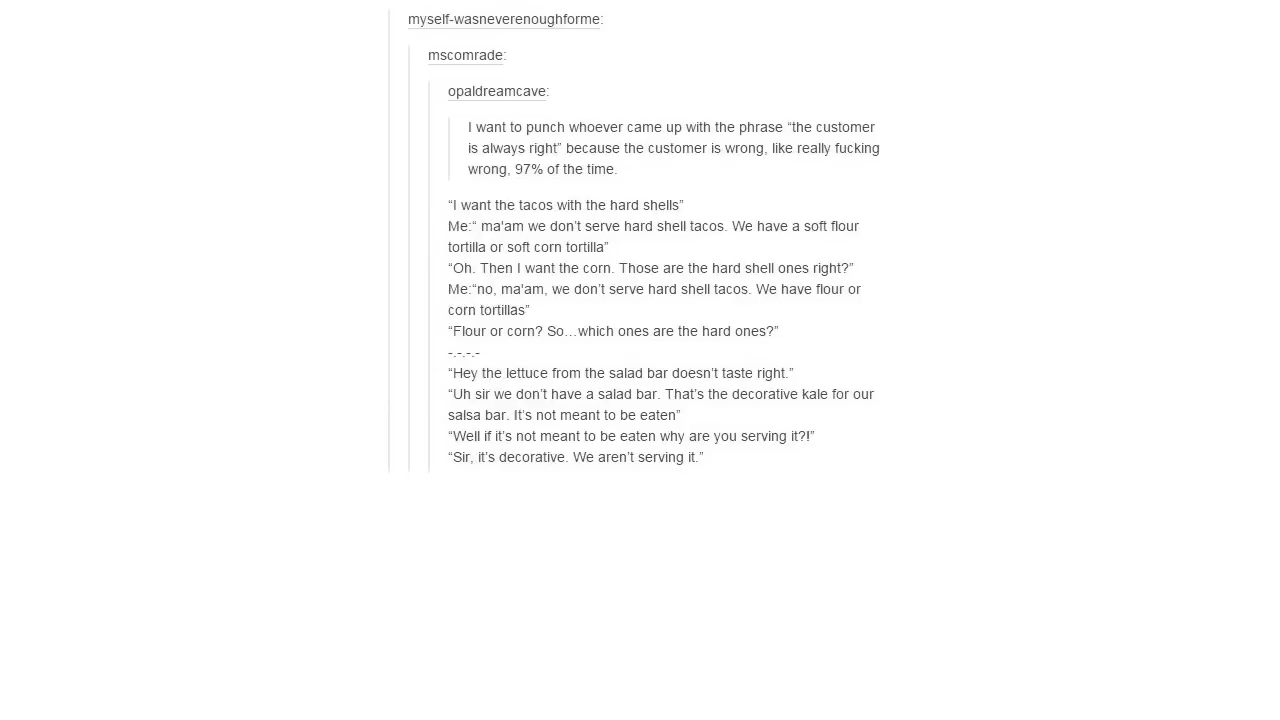 myself-wasneverenoughforme:
mscomrade:
opaldreamcave:
I want to punch whoever came up with the phrase “the customer
is always right” because the customer is wrong, like really fucking
wrong, 97% of the time.
“I want the tacos with the hard shells”
Me:“ ma'am we don’t serve hard shell tacos. We have a soft flour
tortilla or soft corn tortilla”
“Oh. Then I want the corn. Those are the hard shell ones right?”
Me:“no, ma'am, we don’t serve hard shell tacos. We have flour or
corn tortillas”
“Flour or corn? So…which ones are the hard ones?”
-.-.-.-
“Hey the lettuce from the salad bar doesn’t taste right.”
“Uh sir we don’t have a salad bar. That’s the decorative kale for our
salsa bar. It’s not meant to be eaten”
“Well if it’s not meant to be eaten why are you serving it?!”
“Sir, it’s decorative. We aren’t serving it.”